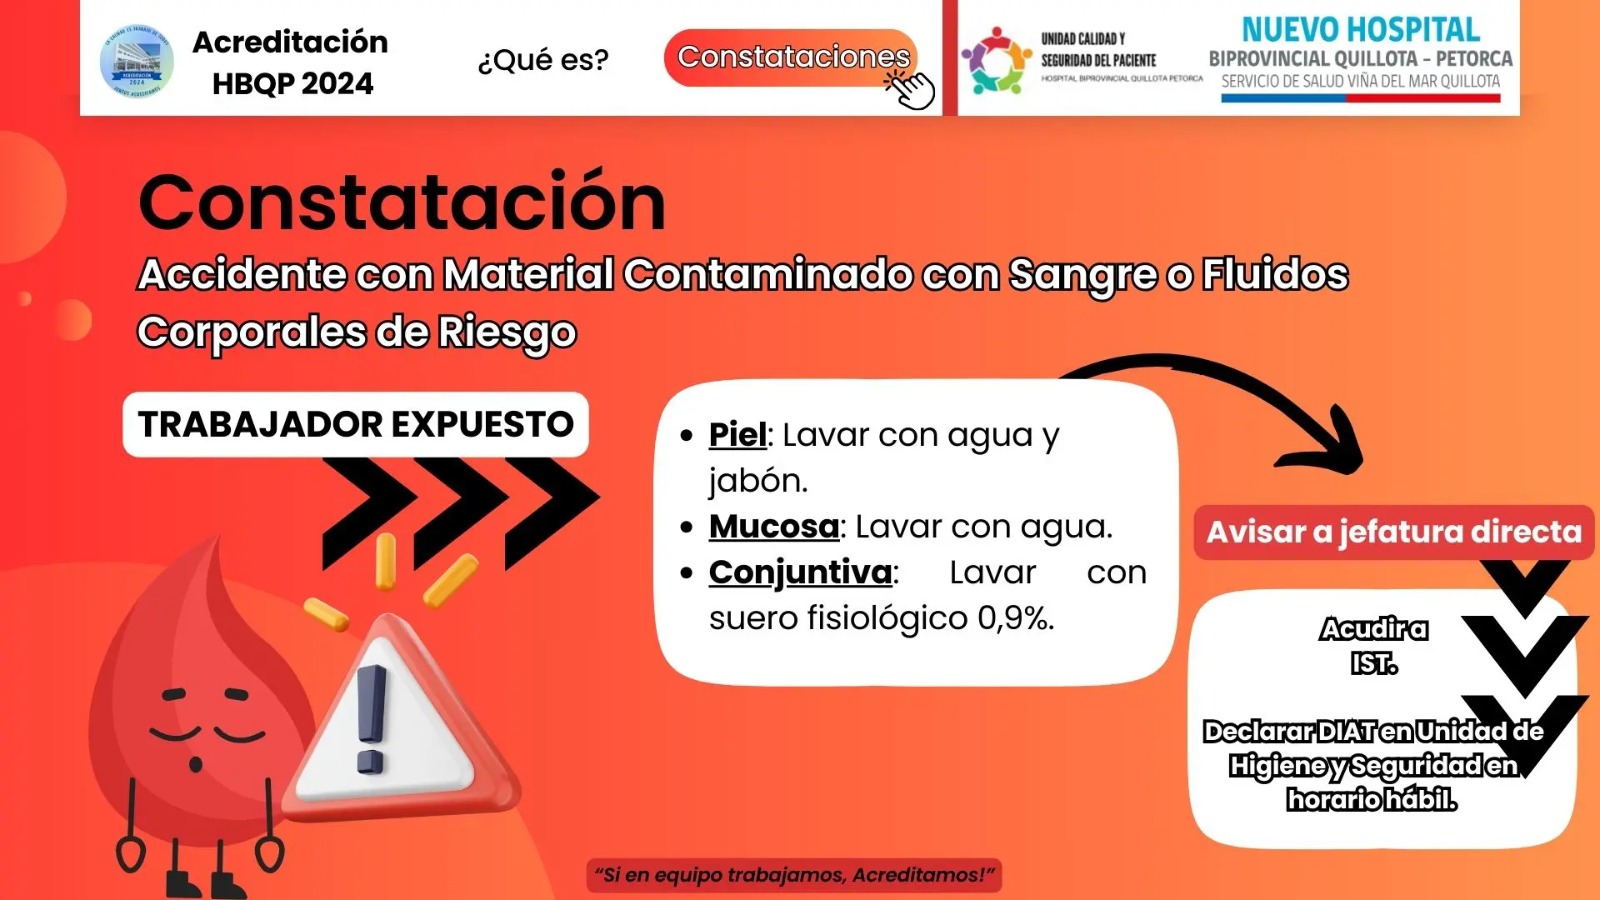 Acreditación
HBQP 2024
¿Qué es?
Constataciones
UNIDAD CALIDAD Y
SEGURIDAD DEL PACIENTE
HOSPITAL BIPROVINCIAL QUILLOTA PETORCA
NUEVO HOSPITAL
BIPROVINCIAL QUILLOTA - PETORCA
SERVICIO DE SALUD VIÑA DEL MAR QUILLOTA
Constatación
Accidente con Material Contaminado con Sangre o Fluidos
Corporales de Riesgo
TRABAJADOR EXPUESTO
• Piel: Lavar con agua y
jabón.
• Mucosa: Lavar con agua.
• Conjuntiva: Lavar con
suero fisiológico 0,9%.
Avisar a jefatura directa
Acudir a
IST.
Declarar DIAT en Unidad de
Higiene y Seguridad en
horario hábil.
“Si en equipo trabajamos, Acreditamos!”